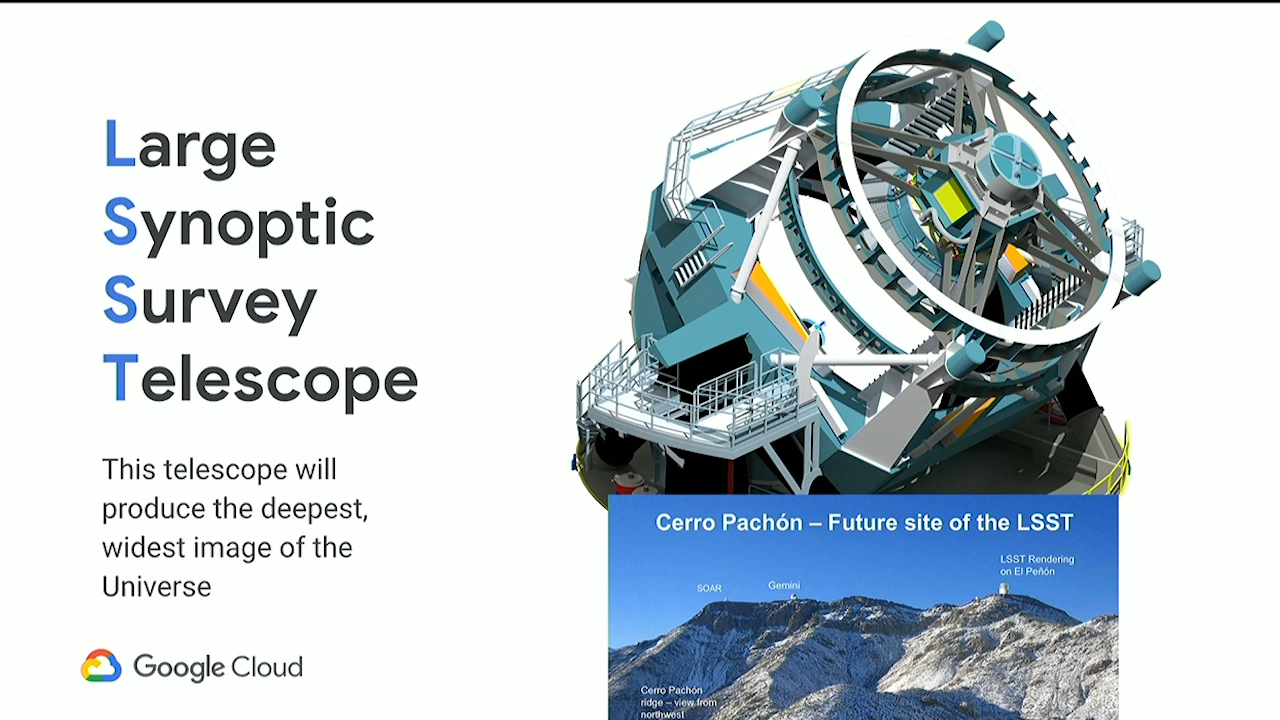 Large
Synoptic
Survey
Telescope
This telescope will
produce the deepest,
widest image of the
Universe
Google Cloud
Cerro Pachón – Future site of the LSST
LSST Rendering
on El Peñón
SOAR
Gemini
Cerro Pachón
ridge – view from
northwest